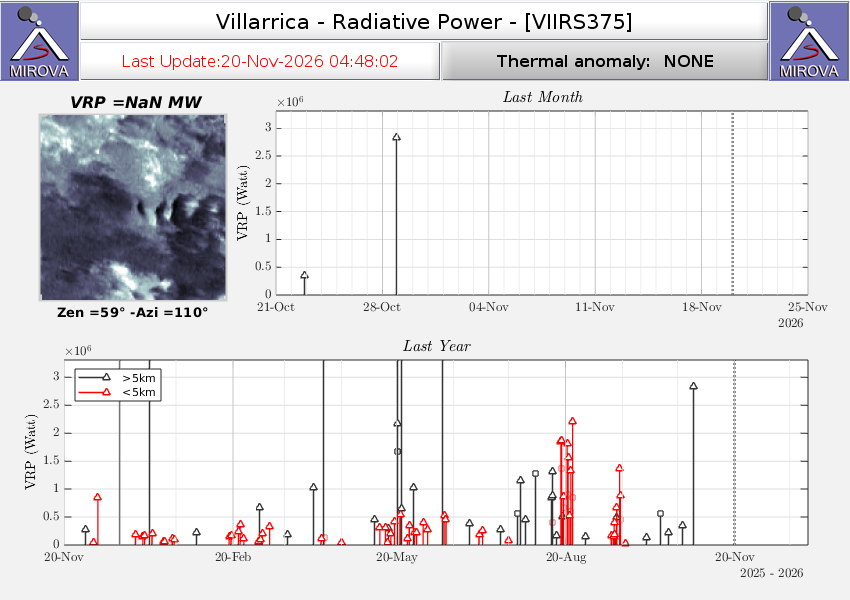 Villarrica - Radiative Power - [VIIRS375]
MIROVA
Last Update:20-Nov-2026 04:48:02
Thermal anomaly: NONE
MIROVA
VRP =NaN MW
Zen =59° -Azi =110°
Last Month
×10⁶
VRP (Watt)
3
2.5
2
1.5
1
0.5
0
21-Oct
28-Oct
04-Nov
11-Nov
18-Nov
25-Nov
2026
Last Year
×10⁶
VRP (Watt)
3
2.5
2
1.5
1
0.5
0
>5km
<5km
20-Nov
20-Feb
20-May
20-Aug
20-Nov
2025 - 2026